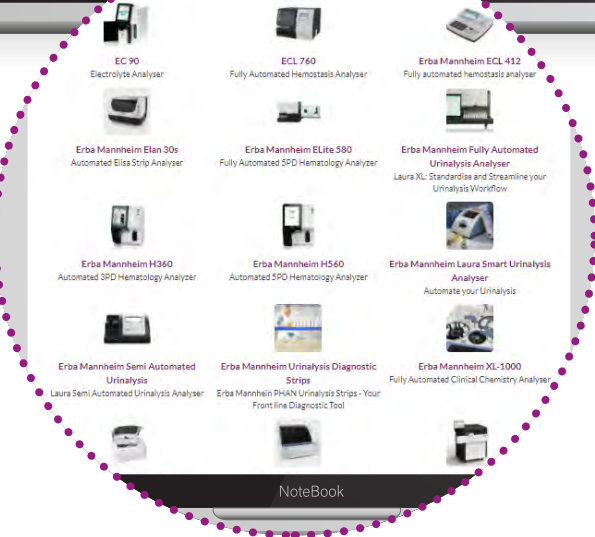 EC 90
Electrolyte Analyser
ECL 760
Fully Automated Hemostasis Analyser
Erba Mannheim ECL 412
Fully automated hemostasis analyser
Erba Mannheim Elan 30s
Automated Elisa Strip Analyser
Erba Mannheim ELite 580
Fully Automated 5PD Hematology Analyzer
Erba Mannheim Fully Automated
Urinalysis Analyser
Laura XL: Standardise and Streamline your
Urinalysis Workflow
Erba Mannheim H360
Automated 3PD Hematology Analyzer
Erba Mannheim H560
Automated 5PD Hematology Analyzer
Erba Mannheim Laura Smart Urinalysis
Analyser
Automate your Urinalysis
Erba Mannheim Semi Automated
Urinalysis
Laura Semi Automated Urinalysis Analyser
Erba Mannheim Urinalysis Diagnostic
Strips
Erba Mannhein PHAN Urinalysis Strips - Your
Front line Diagnostic Tool
Erba Mannheim XL-1000
Fully Automated Clinical Chemistry Analyser
NoteBook